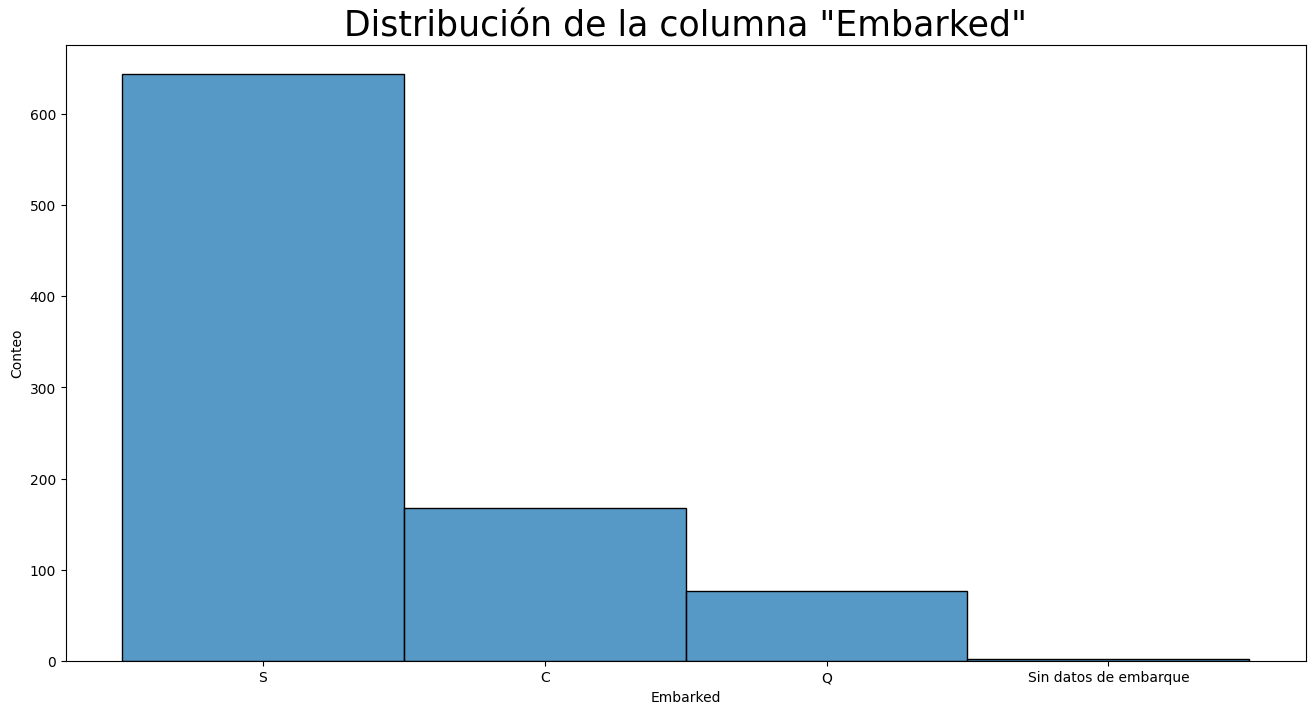 Distribución de la columna "Embarked"
600
500
400
300
200
100
0
Conteo
S
C
Q
Sin datos de embarque
Embarked